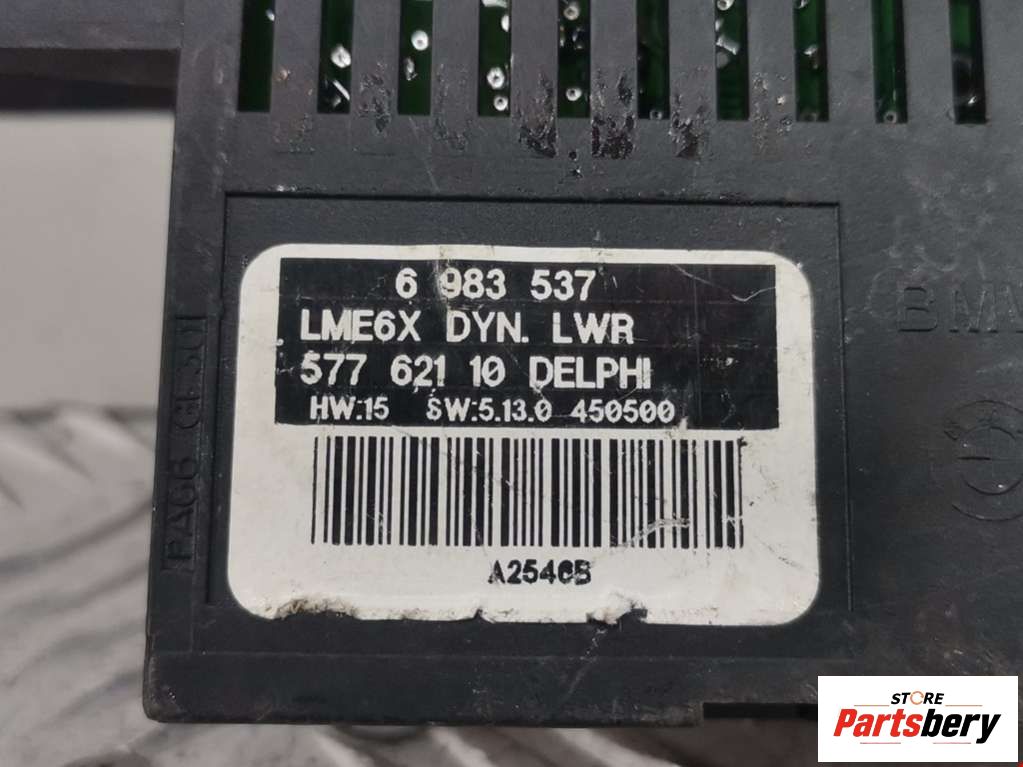 6 983 537
LME6X DYN. LWR
577 621 10 DELPHI
HW:15 SW:5.13.0 450500
A2546B
BMW
STORE
Partsbery